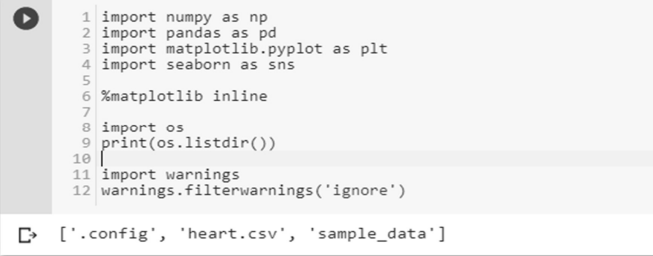 1 import numpy as np
2 import pandas as pd
3 import matplotlib.pyplot as plt
4 import seaborn as sns
5
6 %matplotlib inline
7
8 import os
9 print(os.listdir())
10
11 import warnings
12 warnings.filterwarnings('ignore')
['.config', 'heart.csv', 'sample_data']